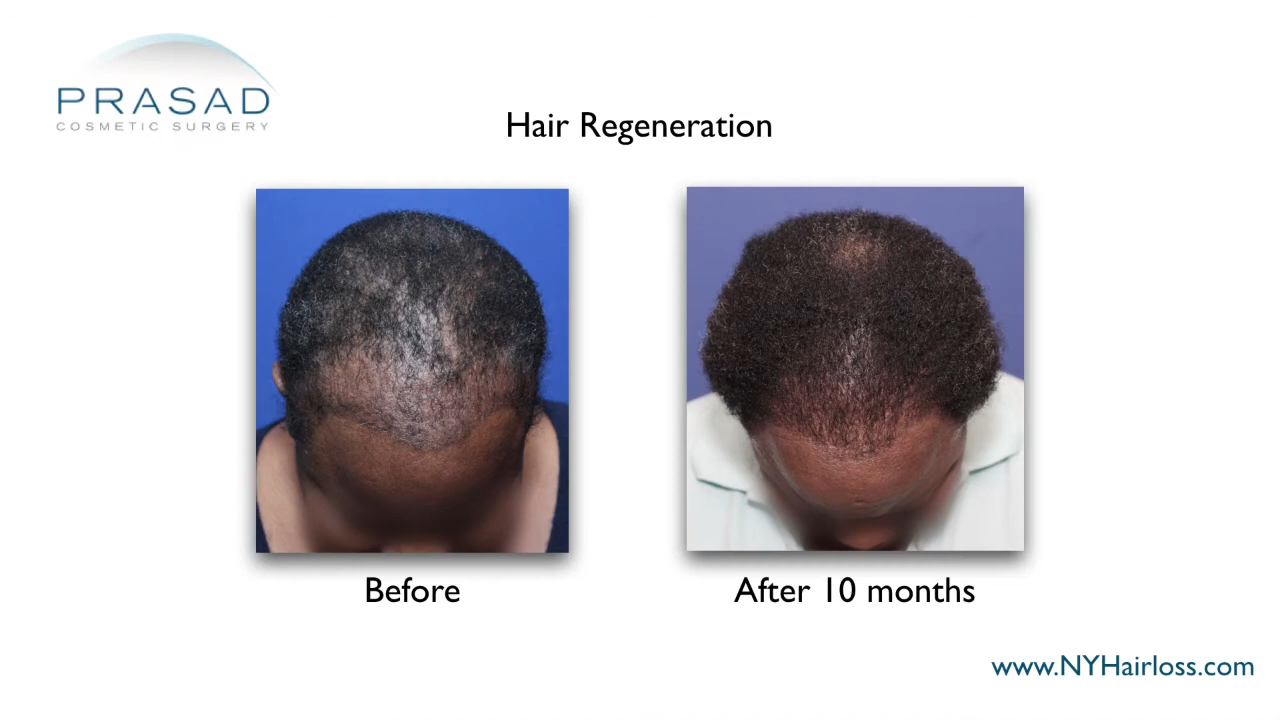 PRASAD
COSMETIC SURGERY
Hair Regeneration
Before
After 10 months
www.NYHairloss.com